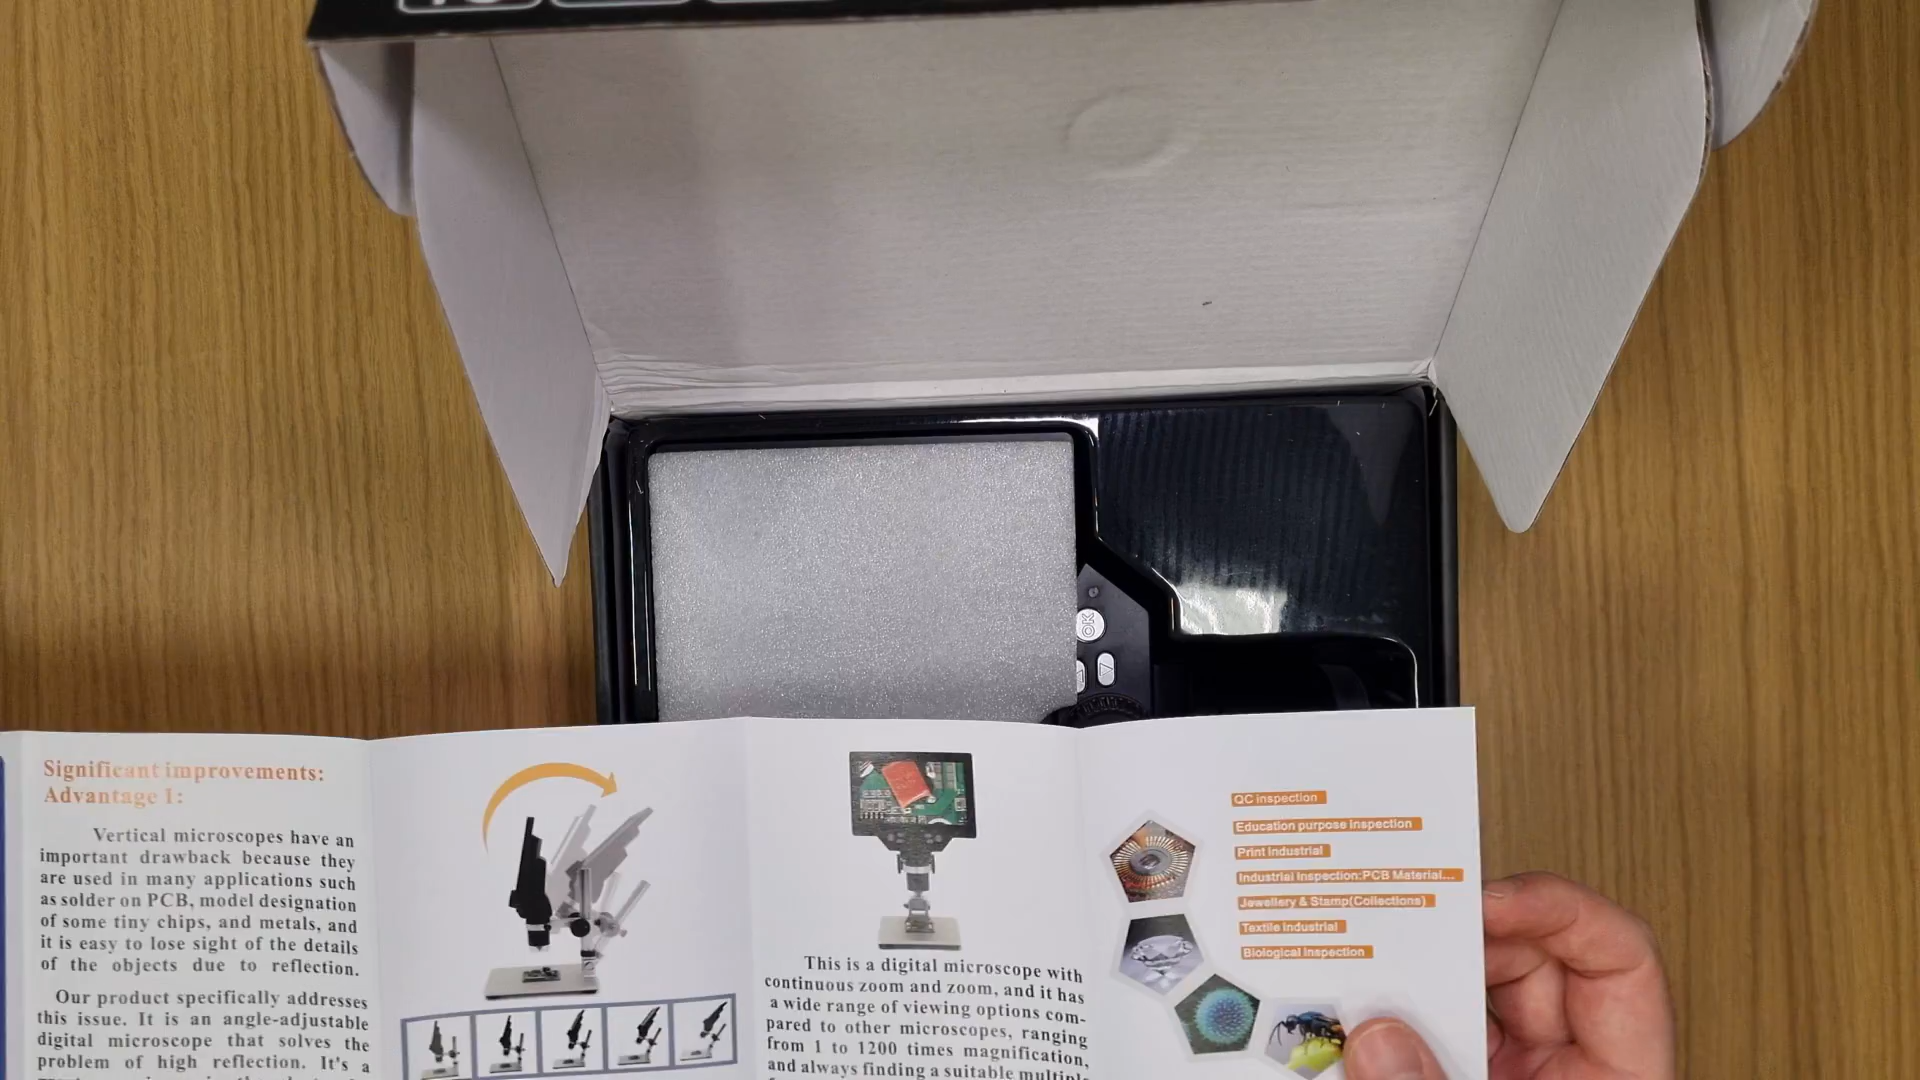 OK
Significant improvements:
Advantage 1:
Vertical microscopes have an
important drawback because they
are used in many applications such
as solder on PCB, model designation
of some tiny chips, and metals, and
it is easy to lose sight of the details
of the objects due to reflection.
Our product specifically addresses
this issue. It is an angle-adjustable
digital microscope that solves the
problem of high reflection. It's a
This is a digital microscope with
continuous zoom and zoom, and it has
a wide range of viewing options com-
pared to other microscopes, ranging
from 1 to 1200 times magnification,
and always finding a suitable multiple
QC inspection
Education purpose inspection
Print industrial
Industrial Inspection:PCB Material...
Jewellery & Stamp(Collections)
Textile industrial
Biological inspection